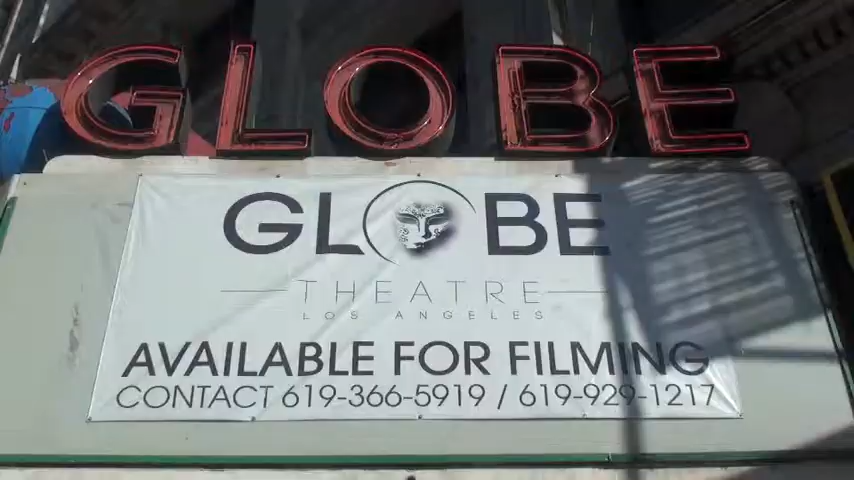 GLOBE
GLOBE
THEATRE
LOS ANGELES
AVAILABLE FOR FILMING
CONTACT 619-366-5919 / 619-929-1217